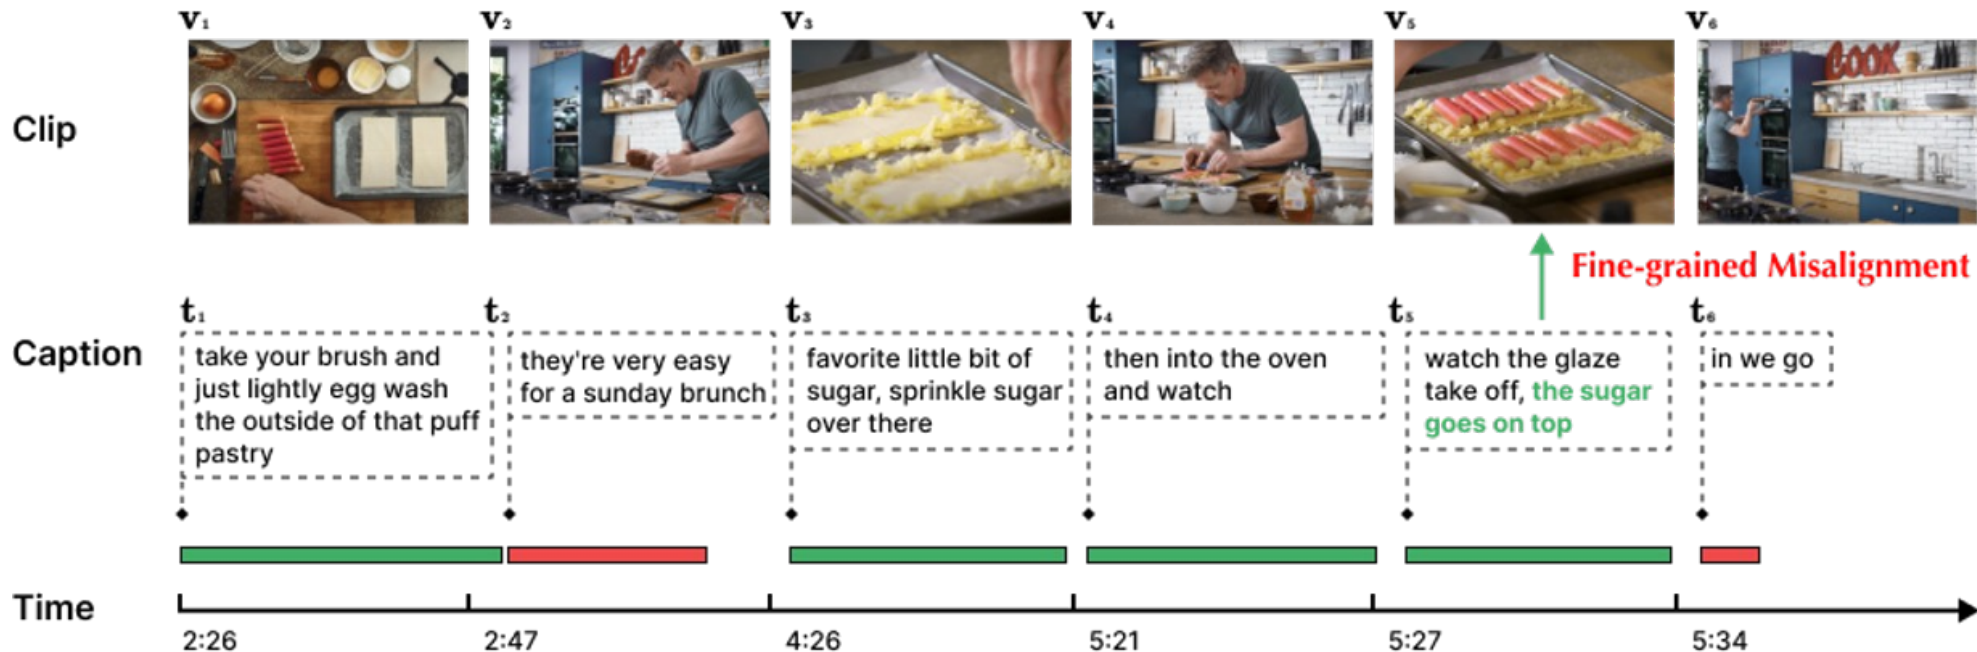 v₁ v₂ v₃ v₄ v₅ v₆
Clip
COOK
Fine-grained Misalignment
t₁ t₂ t₃ t₄ t₅ t₆
Caption
take your brush and
just lightly egg wash
the outside of that puff
pastry
they're very easy
for a sunday brunch
favorite little bit of
sugar, sprinkle sugar
over there
then into the oven
and watch
watch the glaze
take off, the sugar
goes on top
in we go
Time
2:26 2:47 4:26 5:21 5:27 5:34